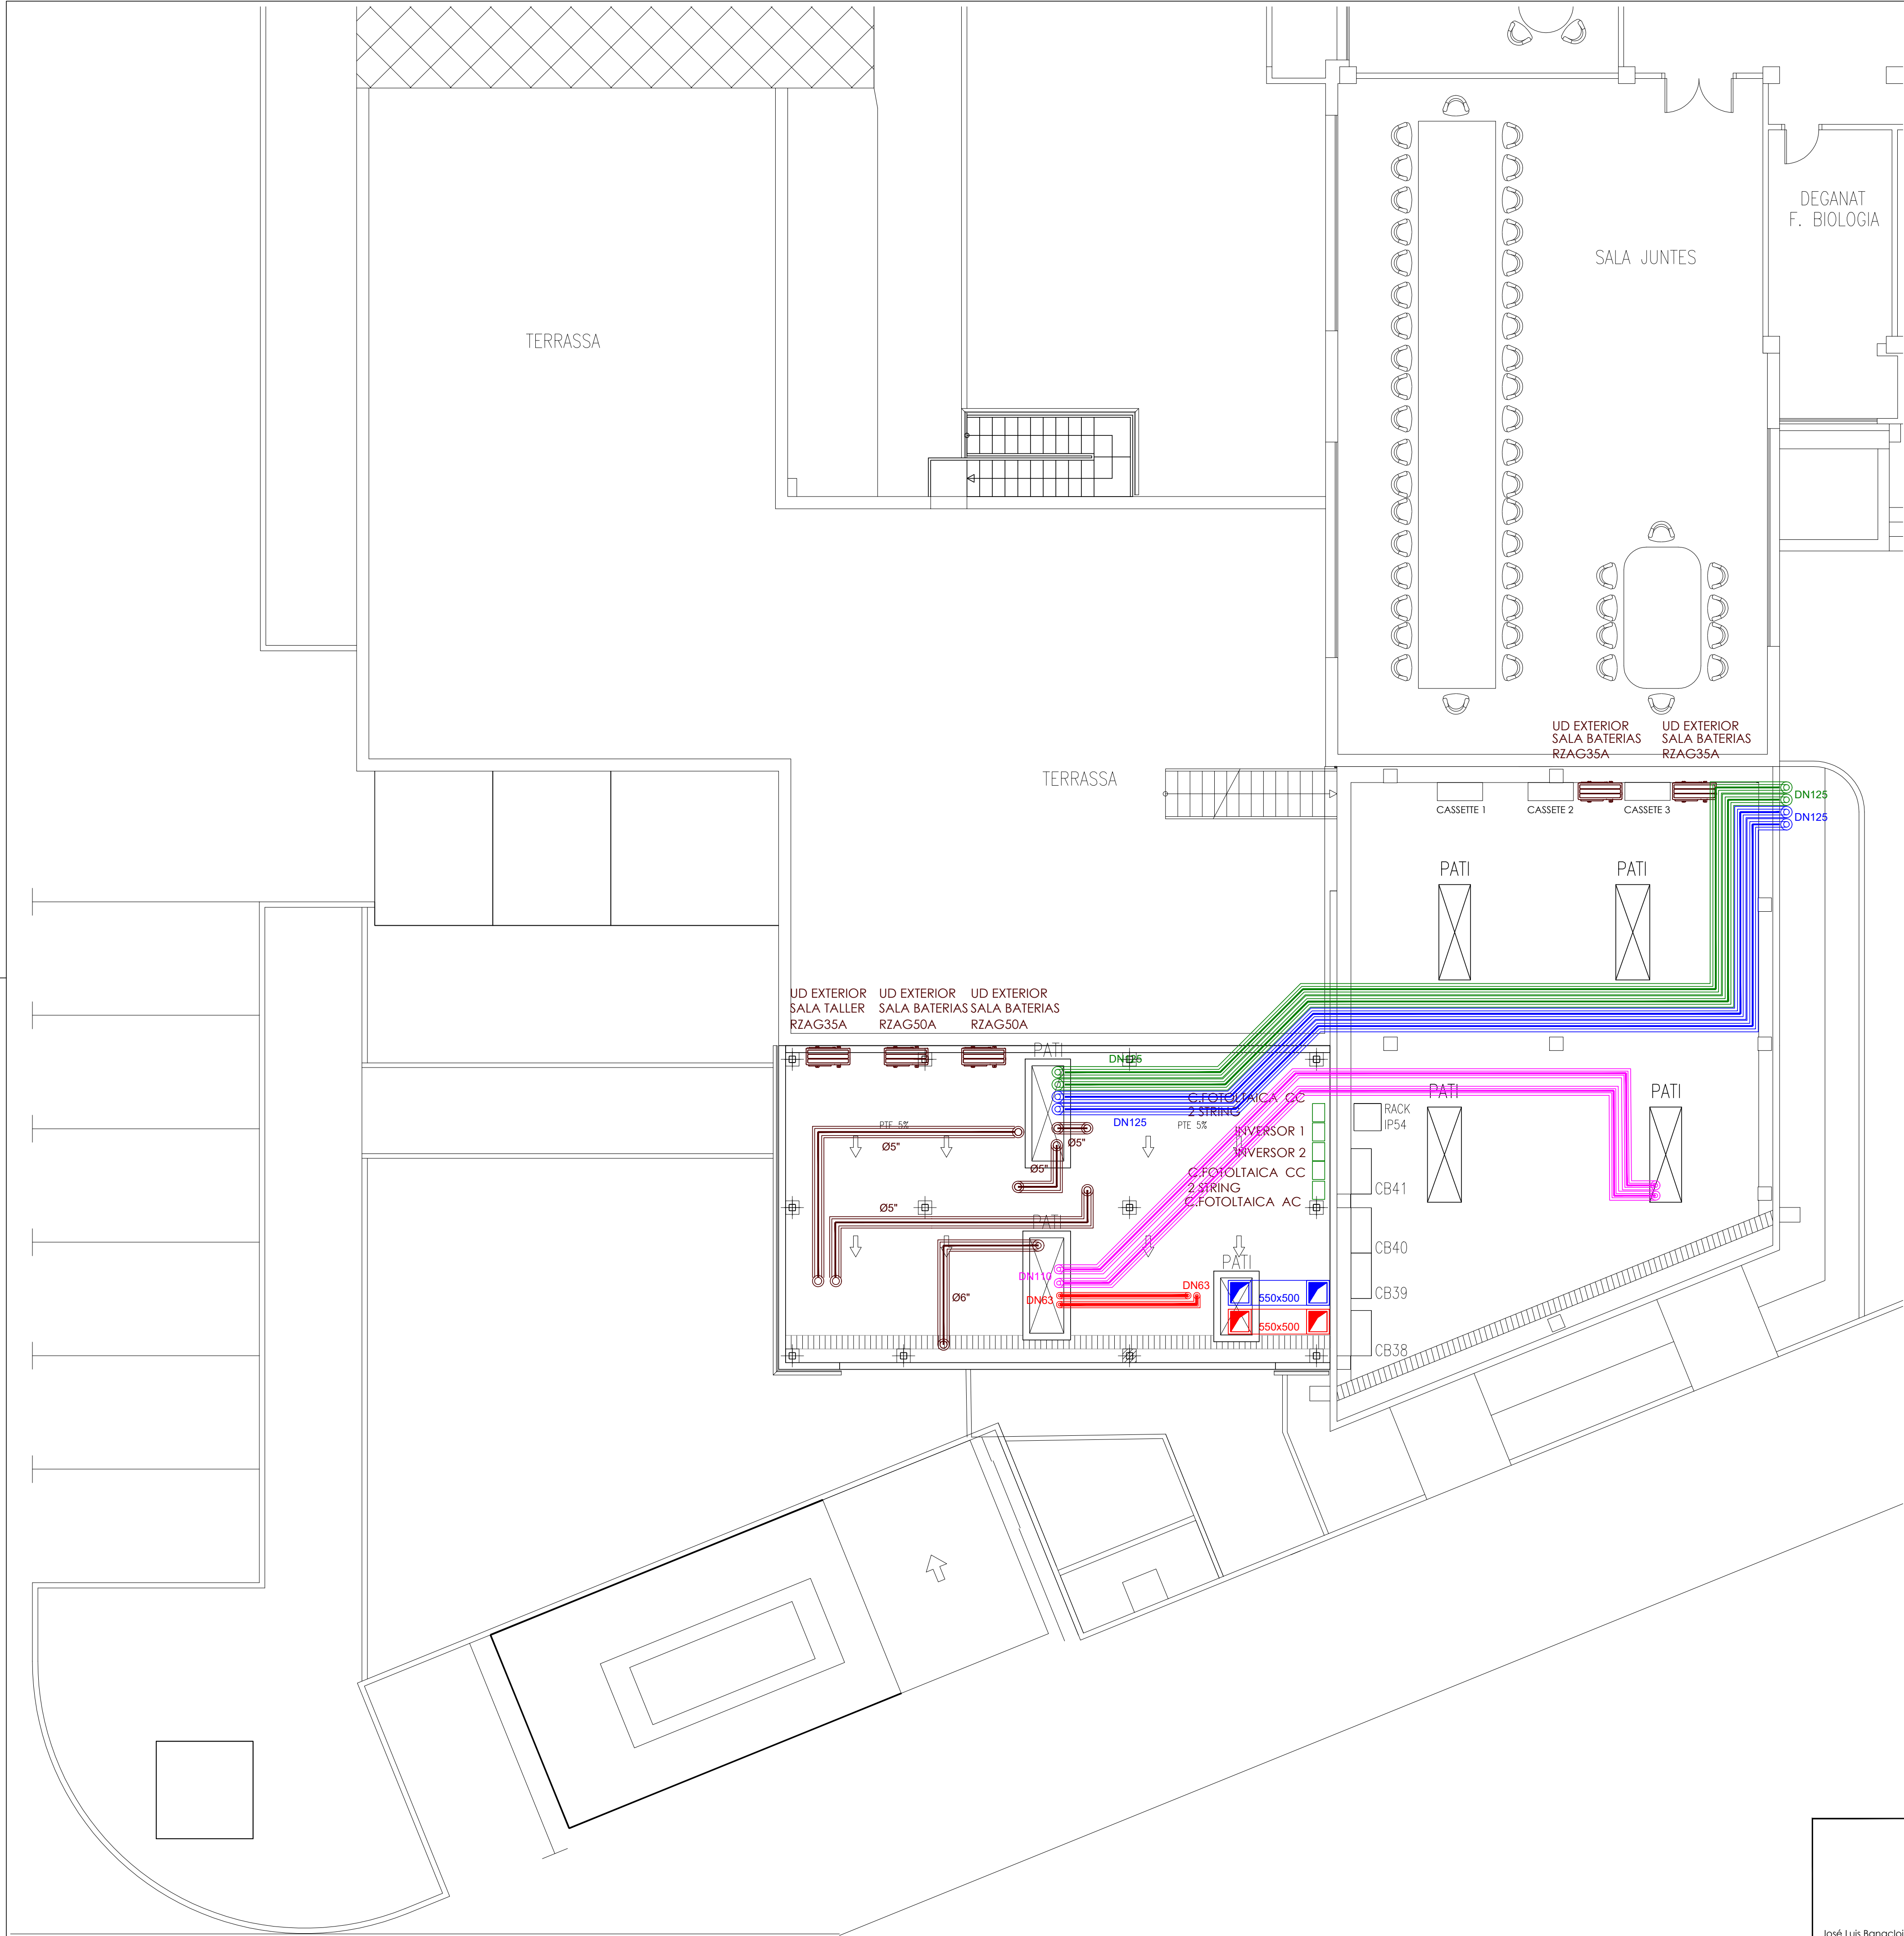 DEGANAT
F. BIOLOGIA
SALA JUNTES
TERRASSA
UD EXTERIOR
SALA BATERIAS
RZAG35A
UD EXTERIOR
SALA BATERIAS
RZAG35A
TERRASSA
CASSETTE 1
CASSETE 2
CASSETE 3
DN125
DN125
PATI
PATI
UD EXTERIOR
SALA TALLER
RZAG35A
UD EXTERIOR
SALA BATERIAS
RZAG50A
UD EXTERIOR
SALA BATERIAS
RZAG50A
PATI
DN125
DN125
PTE 5%
PTE 5%
C.FOTOLTAICA CC
2 STRING
INVERSOR 1
INVERSOR 2
C.FOTOLTAICA CC
2 STRING
C.FOTOLTAICA AC
RACK
IP54
PATI
PATI
Ø5"
Ø5"
Ø5"
Ø5"
CB41
CB40
CB39
CB38
PATI
PATI
DN110
DN63
DN63
Ø6"
550x500
550x500
José Luis